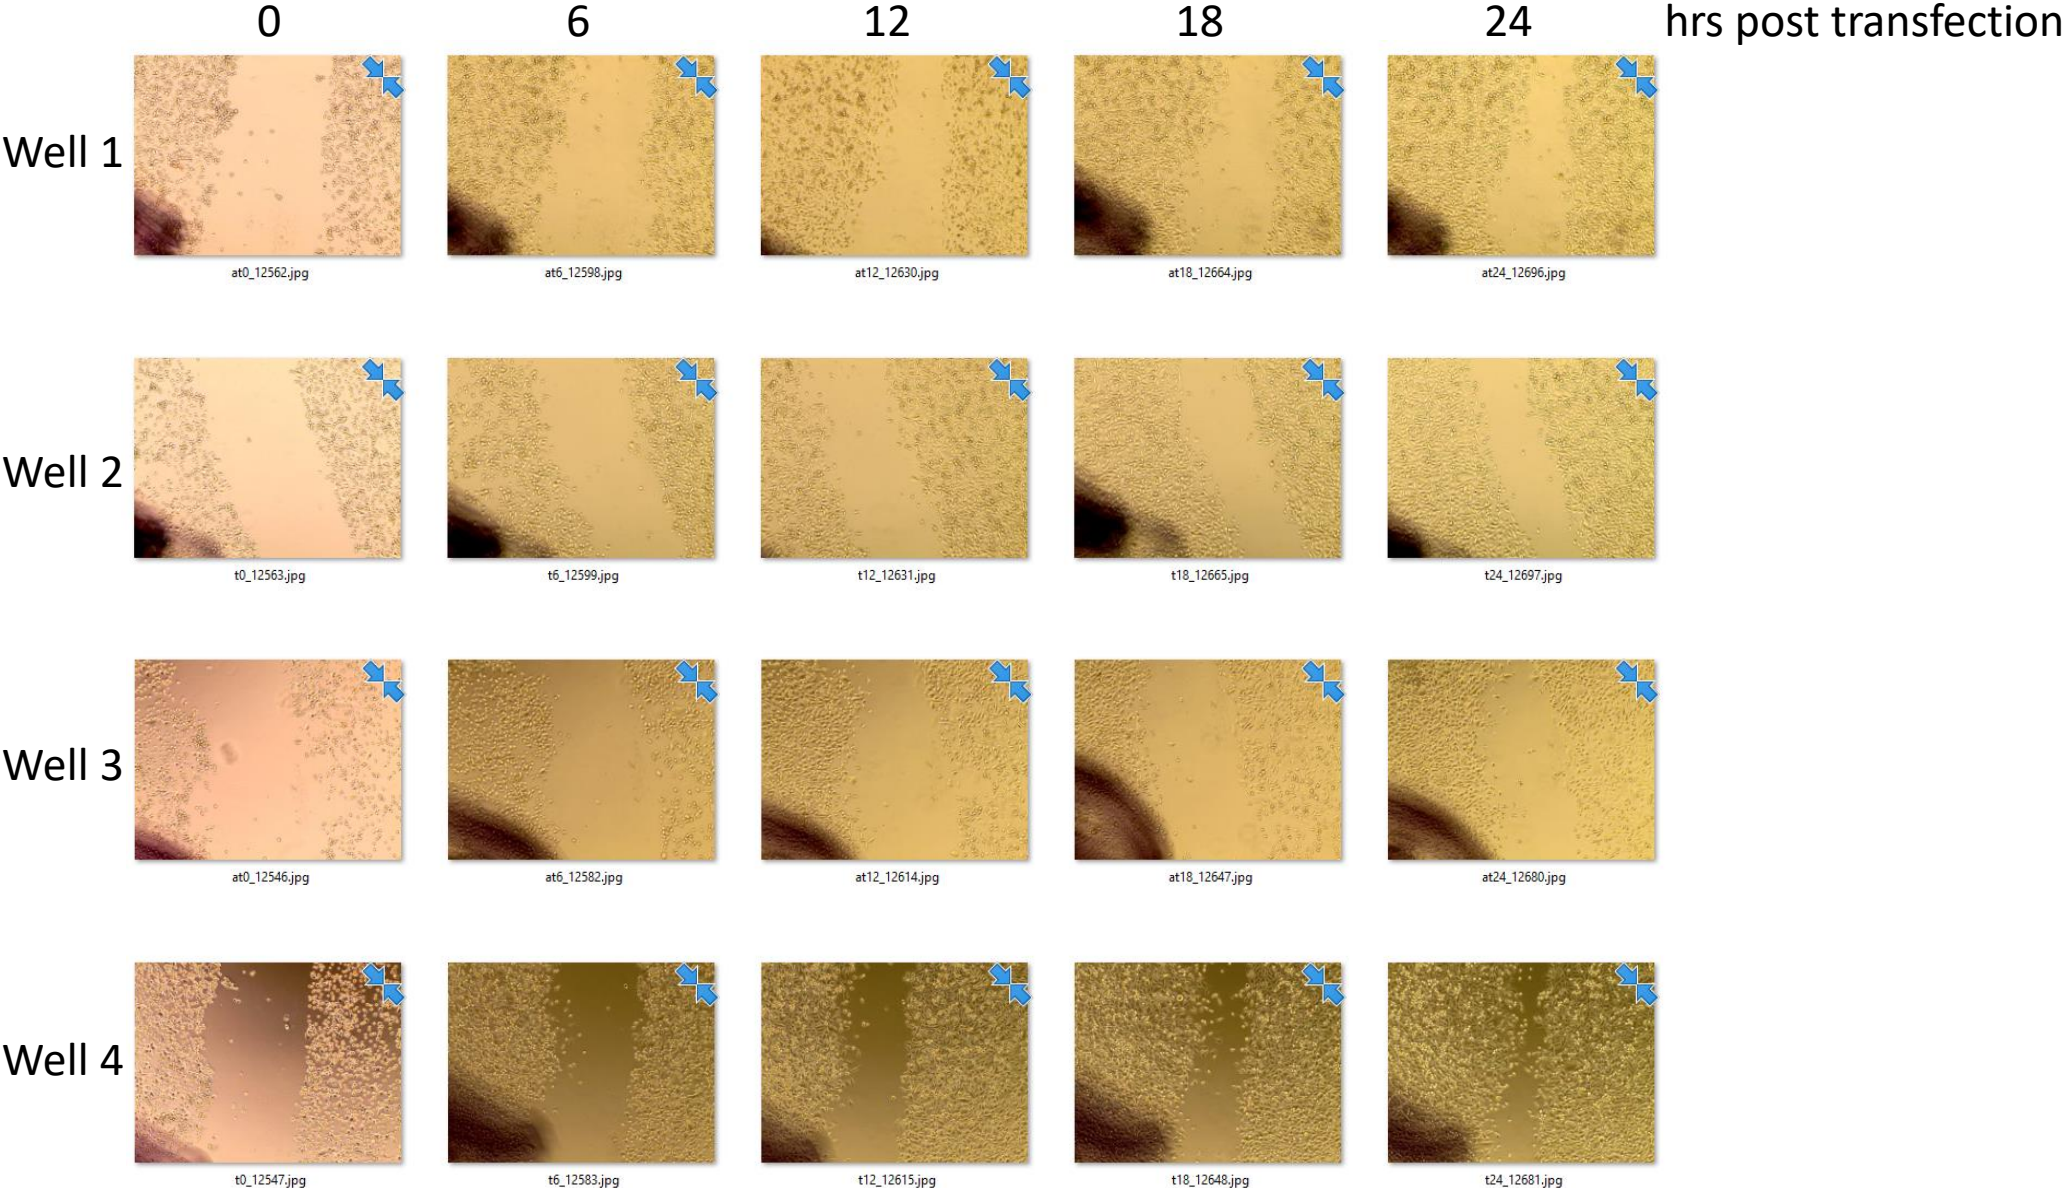 0 6 12 18 24 hrs post transfection
Well 1
at0_12562.jpg at6_12598.jpg at12_12630.jpg at18_12664.jpg at24_12696.jpg
Well 2
t0_12563.jpg t6_12599.jpg t12_12631.jpg t18_12665.jpg t24_12697.jpg
Well 3
at0_12546.jpg at6_12582.jpg at12_12614.jpg at18_12647.jpg at24_12680.jpg
Well 4
t0_12547.jpg t6_12583.jpg t12_12615.jpg t18_12648.jpg t24_12681.jpg